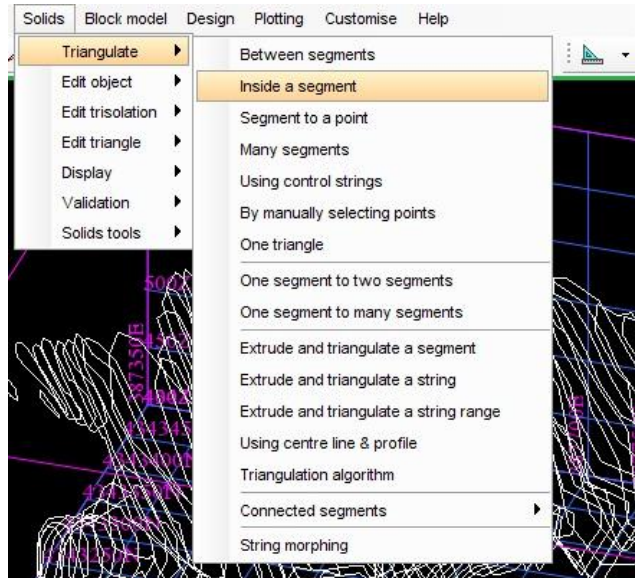 Solids Block model Design Plotting Customise Help
Triangulate
Edit object
Edit trisolation
Edit triangle
Display
Validation
Solids tools
Between segments
Inside a segment
Segment to a point
Many segments
Using control strings
By manually selecting points
One triangle
One segment to two segments
One segment to many segments
Extrude and triangulate a segment
Extrude and triangulate a string
Extrude and triangulate a string range
Using centre line & profile
Triangulation algorithm
Connected segments
String morphing